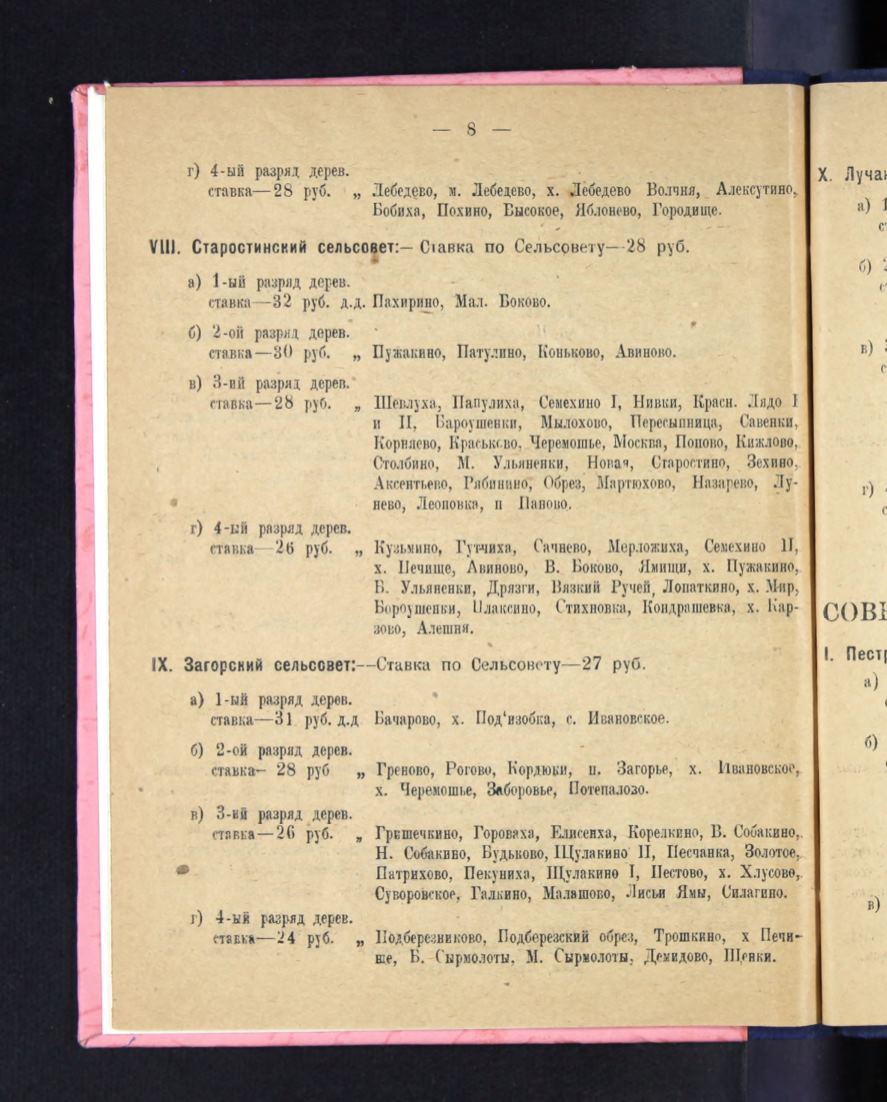 — 8 —
г) 4-ый разряд дерев.
ставка—28 руб. „ Лебедево, м. Лебедево, х. Лебедево Волчня, Алексутино,
Бобиха, Похино, Высокое, Яблонево, Городище.
VIII. Старостинский сельсовет:— Ставка по Сельсовету—28 руб.
а) 1-ый разряд дерев.
ставка—32 руб. д.д. Пахирино, Мал. Боково.
б) 2-ой разряд дерев.
ставка—30 руб. „ Пужакино, Патулино, Коньково, Авиново.
в) 3-ий разряд дерев.
ставка—28 руб. „ Шевлуха, Папулиха, Семехино I, Нивки, Красн. Лядо I
и II, Бароушенки, Мылохово, Пересыпница, Савенки,
Корняево, Краськово, Черемошье, Москва, Попово, Кижлово,
Столбино, М. Ульяненки, Новая, Старостино, Зехино,
Аксентьево, Рябинино, Обрез, Мартюхово, Назарево, Лу-
нево, Леоновка, п Паново.
г) 4-ый разряд дерев.
ставка—26 руб. „ Кузьмино, Гутчиха, Сачнево, Мерложиха, Семехино II,
х. Печище, Авиново, В. Боково, Ямищи, х. Пужакино,
Б. Ульяненки, Дрязги, Вязкий Ручей, Лопаткино, х. Мир,
Бороушенки, Плаксино, Стихновка, Кондрашевка, х. Кар-
зово, Алешня.
IX. Загорский сельсовет:—Ставка по Сельсовету—27 руб.
а) 1-ый разряд дерев.
ставка—31 руб. д.д Бачарово, х. Под‘изобка, с. Ивановское.
б) 2-ой разряд дерев.
ставка— 28 руб „ Греново, Рогово, Кордюки, п. Загорье, х. Ивановское,
х. Черемошье, Заборовье, Потепалозо.
в) 3-ий разряд дерев.
ставка—26 руб. „ Гришечкино, Гороваха, Елисеиха, Корелкино, В. Собакино,
Н. Собакино, Будьково, Щулакино II, Песчанка, Золотое,
Патрихово, Пекуниха, Щулакино I, Пестово, х. Хлусово,
Суворовское, Галкино, Малашово, Лисьи Ямы, Силагино.
г) 4-ый разряд дерев.
ставка—24 руб. „ Подберезниково, Подберезский обрез, Трошкино, х Печи-
ще, Б. Сырмолоты, М. Сырмолоты, Демидово, Щенки.
X. Луча
а) 1
б)
в)
г)
СОВЕ
I. Пестр
а)
б)
в)